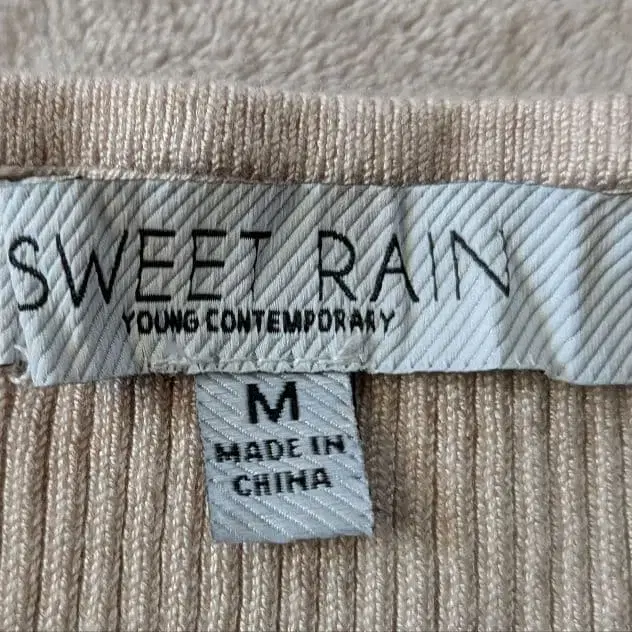 SWEET RAIN
YOUNG CONTEMPORARY
M
MADE IN
CHINA